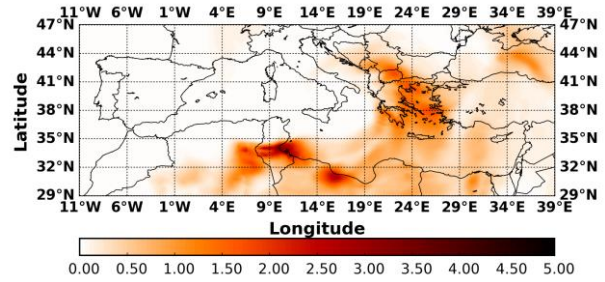 11°W 6°W 1°W 4°E 9°E 14°E 19°E 24°E 29°E 34°E 39°E
47°N 47°N
44°N 44°N
41°N 41°N
38°N 38°N
35°N 35°N
32°N 32°N
29°N 29°N
Latitude
11°W 6°W 1°W 4°E 9°E 14°E 19°E 24°E 29°E 34°E 39°E
Longitude
0.00 0.50 1.00 1.50 2.00 2.50 3.00 3.50 4.00 4.50 5.00